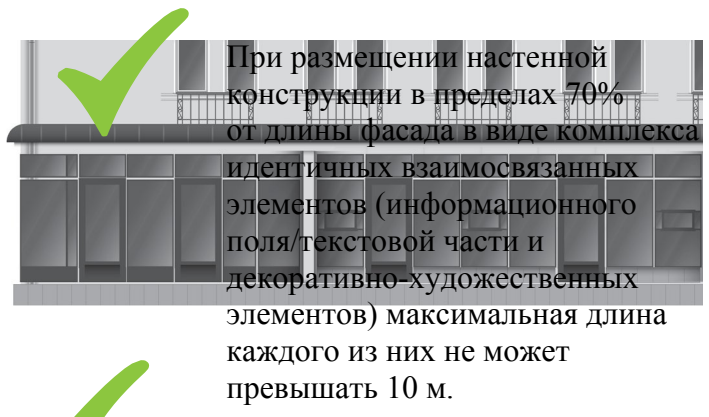 При размещении настенной
конструкции в пределах 70%
от длины фасада в виде комплекса
идентичных взаимосвязанных
элементов (информационного
поля/текстовой части и
декоративно-художественных
элементов) максимальная длина
каждого из них не может
превышать 10 м.